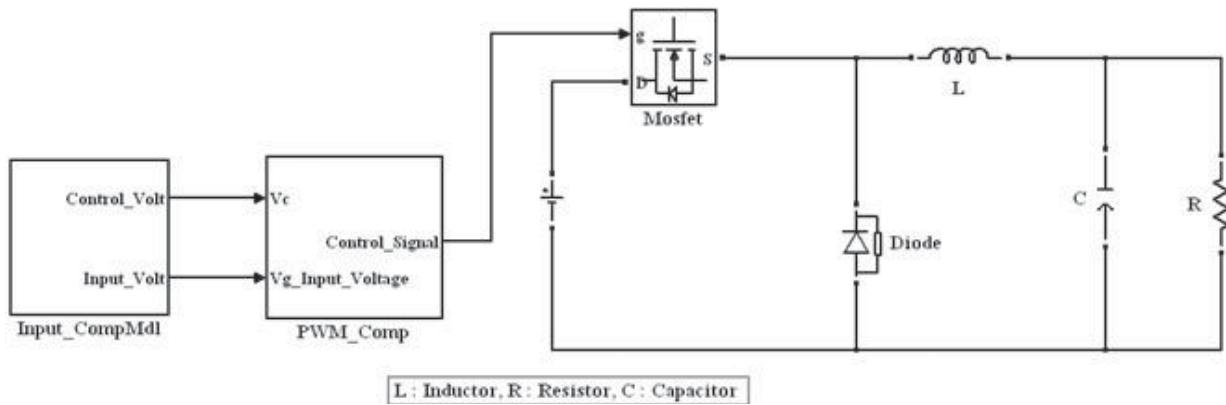 g
S
D
Mosfet
L
Control_Volt
Vc
C
R
Control_Signal
Diode
Input_Volt
Vg_Input_Voltage
Input_CompMdl
PWM_Comp
L : Inductor, R : Resistor, C : Capacitor